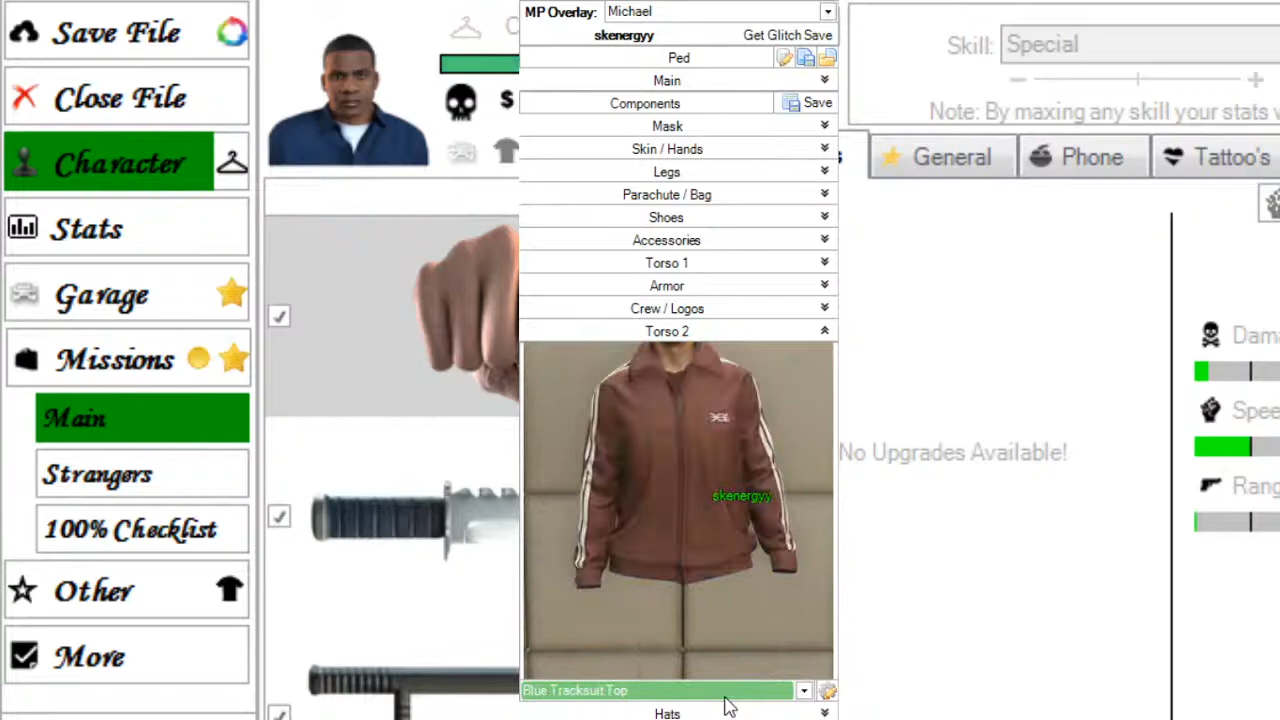 Save File
Close File
Character
Stats
Garage
Missions
Main
Strangers
100% Checklist
Other
More
$
MP Overlay: Michael
skenergyy Get Glitch Save
Ped
Main
Components Save
Mask
Skin / Hands
Legs
Parachute / Bag
Shoes
Accessories
Torso 1
Armor
Crew / Logos
Torso 2
skenergyy
Blue Tracksuit Top
Hats
Skill: Special
Note: By maxing any skill your stats
General
Phone
Tattoo's
No Upgrades Available!